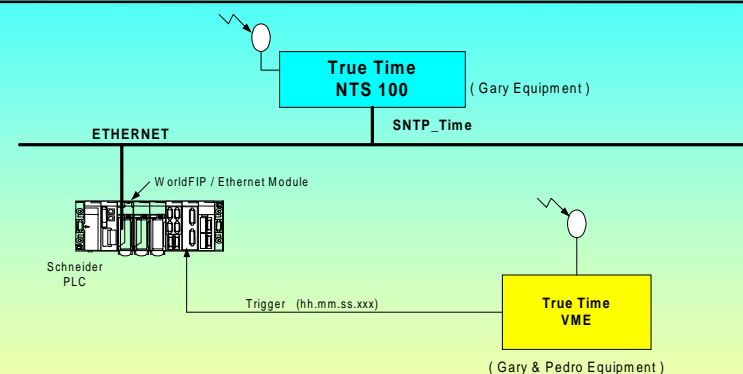 True Time
NTS 100
( Gary Equipment )
SNTP_Time
ETHERNET
WorldFIP / Ethernet Module
Schneider
PLC
Trigger (hh.mm.ss.xxx)
True Time
VME
( Gary & Pedro Equipment )